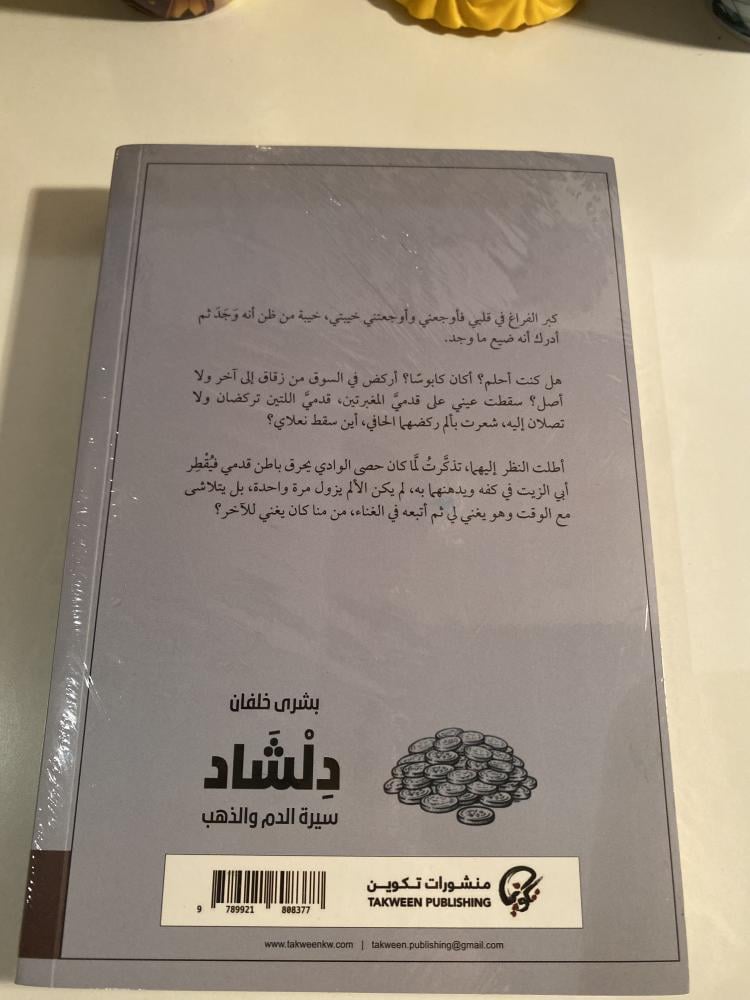 كبر الفراغ في قلبي فأوجعني وأوجعتني خيبتي، خيبة من ظن أنه وَجَدَ ثم
أدرك أنه ضيع ما وجد.
هل كنت أحلم؟ أكان كابوسًا؟ أركض في السوق من زقاق إلى آخر ولا
أصل؟ سقطت عيني على قدميَّ المغبرتين، قدميَّ اللتين تركضان ولا
تصلان إليه، شعرت بألم ركضهما الحافي، أين سقط نعلاي؟
أطلت النظر إليهما، تذكَّرتُ لمَّا كان حصى الوادي يحرق باطن قدمي فيُقْطِر
أبي الزيت في كفه ويدهنهما به، لم يكن الألم يزول مرة واحدة، بل يتلاشى
مع الوقت وهو يغني لي ثم أتبعه في الغناء، من منا كان يغني للآخر؟
بشرى خلفان
دِلْشَاد
سيرة الدم والذهب
منشورات تكوين
TAKWEEN PUBLISHING
تكوين
9 789921 808377
www.takweenkw.com | takween.publishing@gmail.com